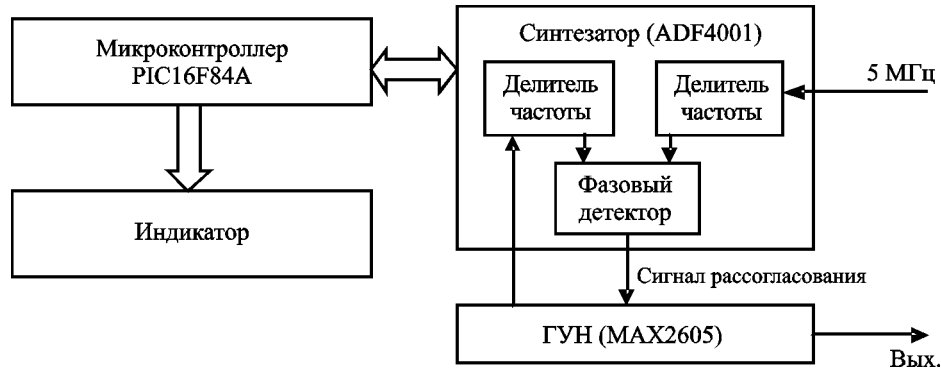 Микроконтроллер
PIC16F84A
Индикатор
Синтезатор (ADF4001)
Делитель
частоты
Делитель
частоты
5 МГц
Фазовый
детектор
Сигнал рассогласования
ГУН (MAX2605)
Вых.